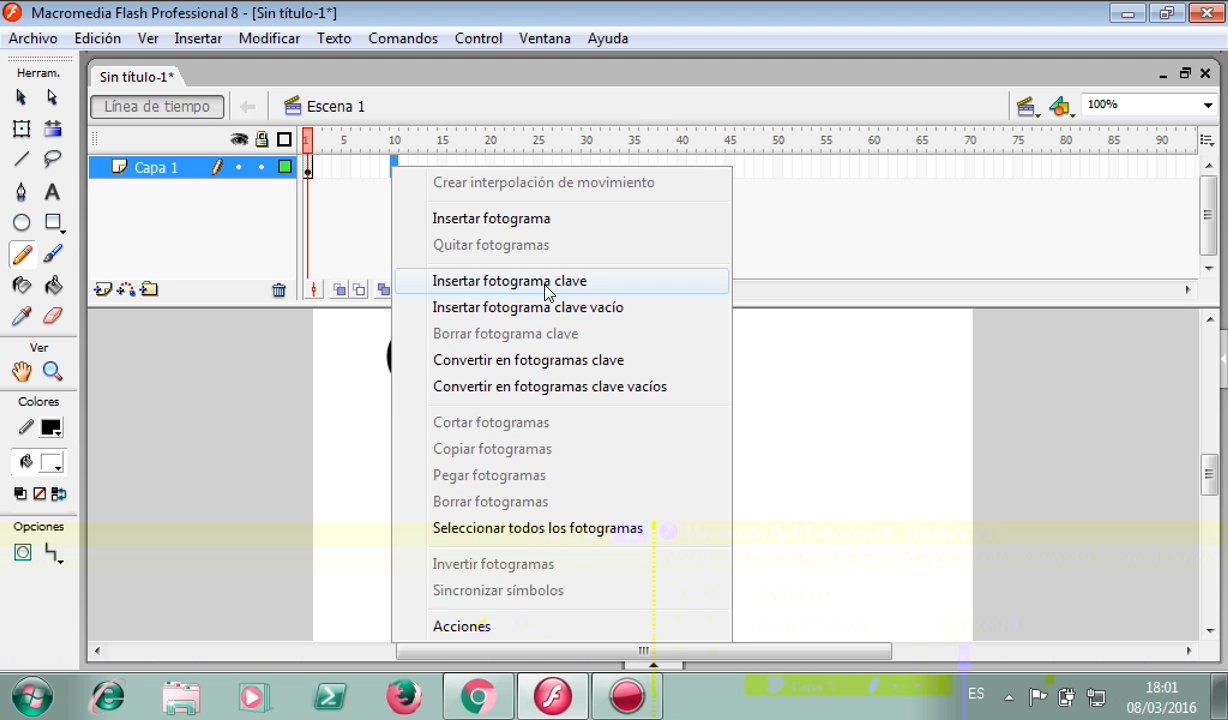 Macromedia Flash Professional 8 - [Sin título-1*]
Archivo Edición Ver Insertar Modificar Texto Comandos Control Ventana Ayuda
Herram.
Sin título-1*
Línea de tiempo
Escena 1
100%
1 5 10 15 20 25 30 35 40 45 50 55 60 65 70 75 80 85 90
Capa 1
Crear interpolación de movimiento
Insertar fotograma
Quitar fotogramas
Insertar fotograma clave
Insertar fotograma clave vacío
Borrar fotograma clave
Convertir en fotogramas clave
Convertir en fotogramas clave vacíos
Cortar fotogramas
Copiar fotogramas
Pegar fotogramas
Borrar fotogramas
Seleccionar todos los fotogramas
Invertir fotogramas
Sincronizar símbolos
Acciones
Ver
Colores
Opciones
ES
18:01
08/03/2016